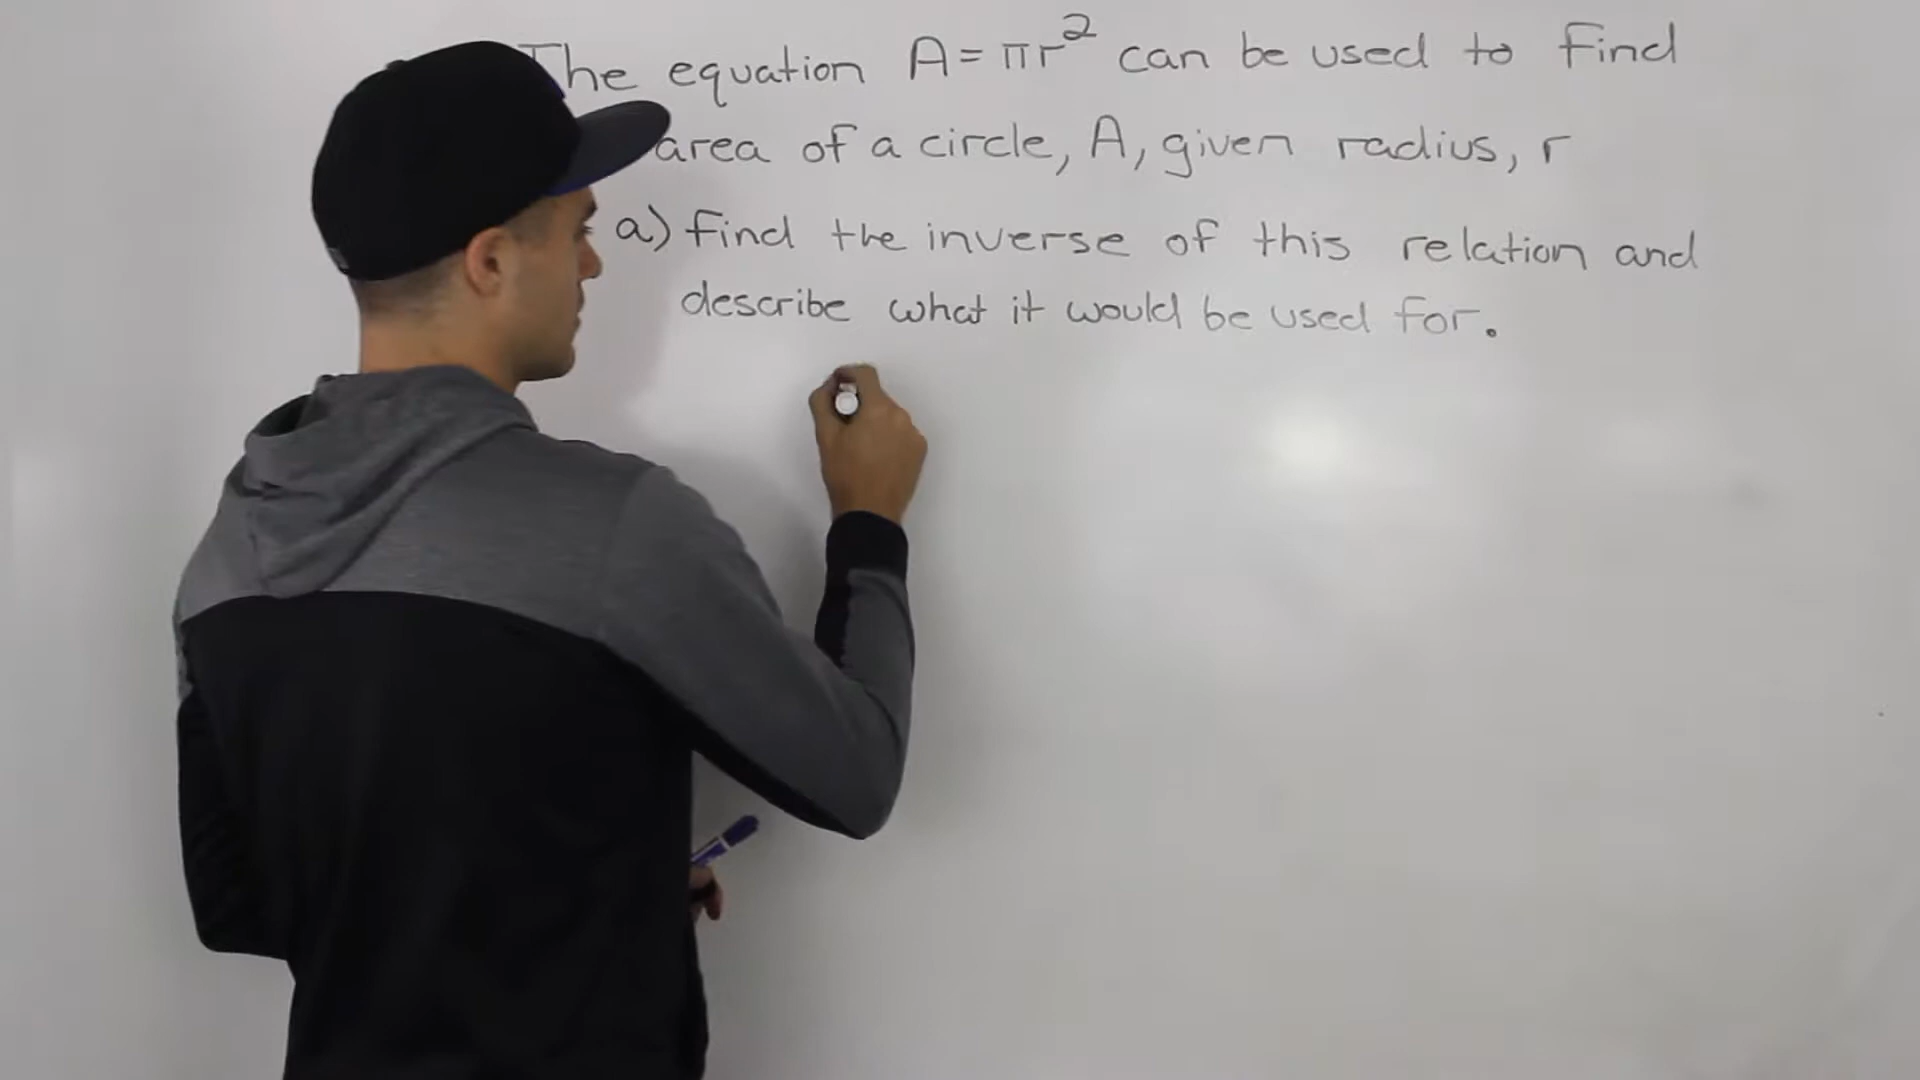 The equation A = πr² can be used to find
area of a circle, A, given radius, r
a) find the inverse of this relation and
describe what it would be used for.